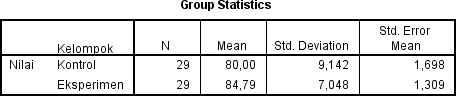 Group Statistics
Kelompok N Mean Std. Deviation Std. Error Mean
Nilai Kontrol 29 80,00 9,142 1,698
Eksperimen 29 84,79 7,048 1,309